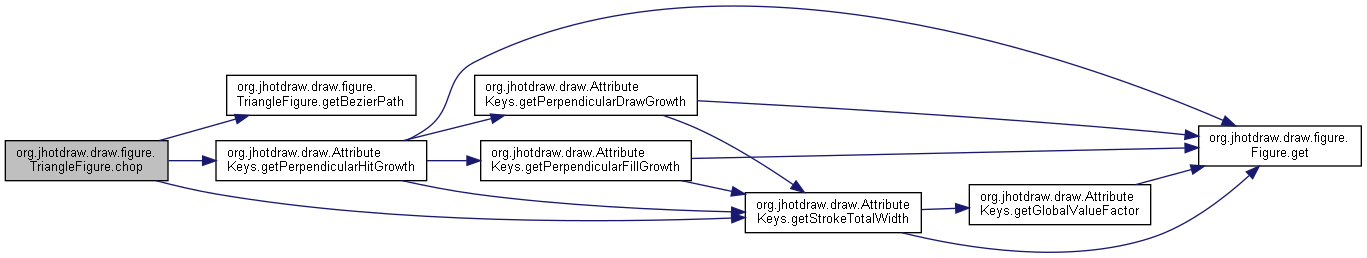 org.jhotdraw.draw.figure.
TriangleFigure.chop
org.jhotdraw.draw.figure.
TriangleFigure.getBezierPath
org.jhotdraw.draw.Attribute
Keys.getPerpendicularHitGrowth
org.jhotdraw.draw.Attribute
Keys.getPerpendicularDrawGrowth
org.jhotdraw.draw.Attribute
Keys.getPerpendicularFillGrowth
org.jhotdraw.draw.Attribute
Keys.getStrokeTotalWidth
org.jhotdraw.draw.Attribute
Keys.getGlobalValueFactor
org.jhotdraw.draw.figure.
Figure.get